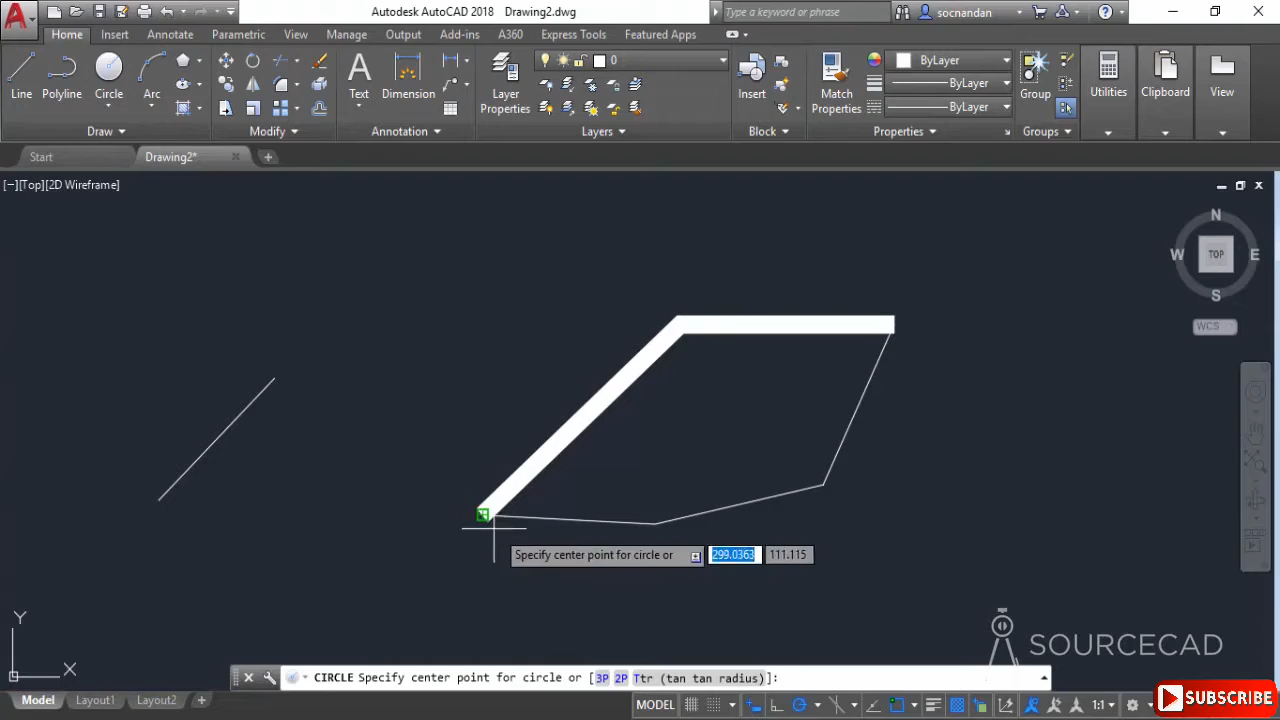 Autodesk AutoCAD 2018 Drawing2.dwg
Type a keyword or phrase
socnandan
Home Insert Annotate Parametric View Manage Output Add-ins A360 Express Tools Featured Apps
Line Polyline Circle Arc
Text Dimension
Layer Properties
0
Insert
Match Properties
ByLayer
ByLayer
ByLayer
Group
Utilities Clipboard View
Draw Modify Annotation Layers Block Properties Groups
Start Drawing2*
[−][Top][2D Wireframe]
N
W TOP E
S
WCS
Specify center point for circle or 299.0363 111.115
Y
X
SOURCECAD
CIRCLE Specify center point for circle or [3P 2P Ttr (tan tan radius)]:
Model Layout1 Layout2
MODEL 1:1
SUBSCRIBE